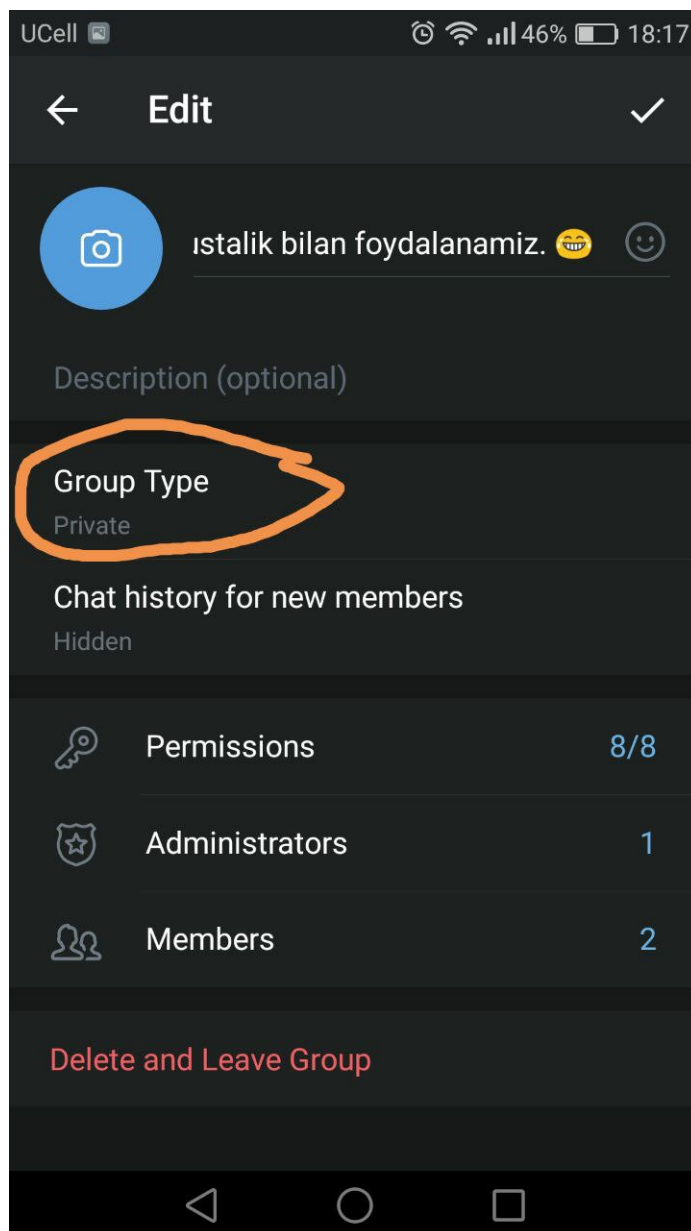 UCell 46% 18:17
Edit
bilan foydalanamiz. 😁
Description (optional)
Group Type
Private
Chat history for new members
Hidden
Permissions 8/8
Administrators 1
Members 2
Delete and Leave Group